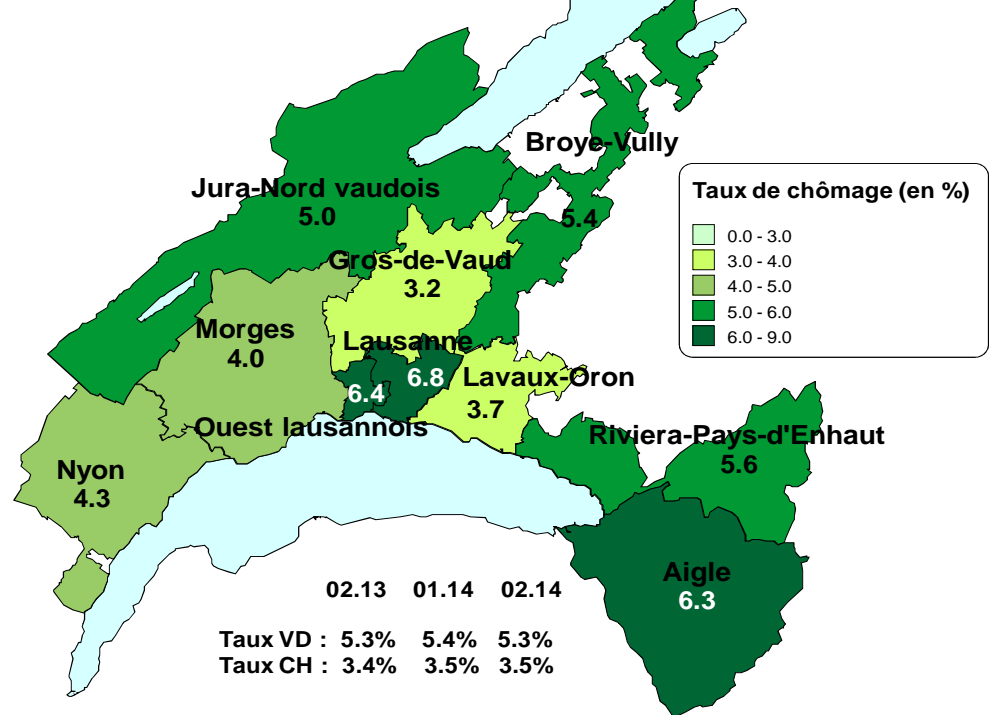 Broye-Vully
5.4
Jura-Nord vaudois
5.0
Taux de chômage (en %)
0.0 - 3.0
3.0 - 4.0
4.0 - 5.0
5.0 - 6.0
6.0 - 9.0
Gros-de-Vaud
3.2
Morges
4.0
Lausanne
6.8
6.4
Lavaux-Oron
3.7
Ouest lausannois
Riviera-Pays-d'Enhaut
5.6
Nyon
4.3
Aigle
6.3
02.13 01.14 02.14
Taux VD : 5.3% 5.4% 5.3%
Taux CH : 3.4% 3.5% 3.5%